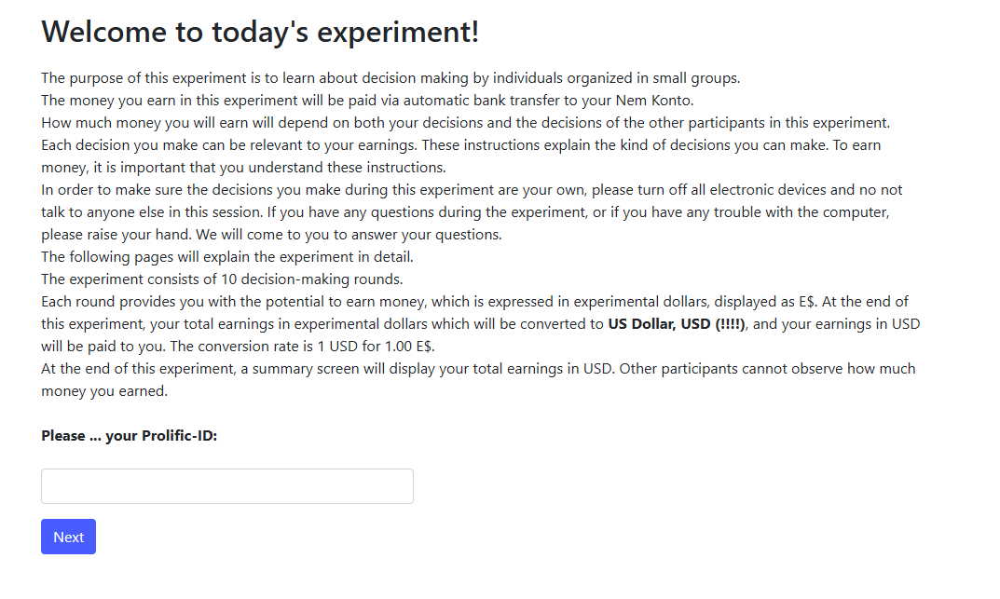 Welcome to today's experiment!
The purpose of this experiment is to learn about decision making by individuals organized in small groups.
The money you earn in this experiment will be paid via automatic bank transfer to your Nem Konto.
How much money you will earn will depend on both your decisions and the decisions of the other participants in this experiment.
Each decision you make can be relevant to your earnings. These instructions explain the kind of decisions you can make. To earn
money, it is important that you understand these instructions.
In order to make sure the decisions you make during this experiment are your own, please turn off all electronic devices and no not
talk to anyone else in this session. If you have any questions during the experiment, or if you have any trouble with the computer,
please raise your hand. We will come to you to answer your questions.
The following pages will explain the experiment in detail.
The experiment consists of 10 decision-making rounds.
Each round provides you with the potential to earn money, which is expressed in experimental dollars, displayed as E$. At the end of
this experiment, your total earnings in experimental dollars which will be converted to US Dollar, USD (!!!!), and your earnings in USD
will be paid to you. The conversion rate is 1 USD for 1.00 E$.
At the end of this experiment, a summary screen will display your total earnings in USD. Other participants cannot observe how much
money you earned.
Please ... your Prolific-ID:
Next